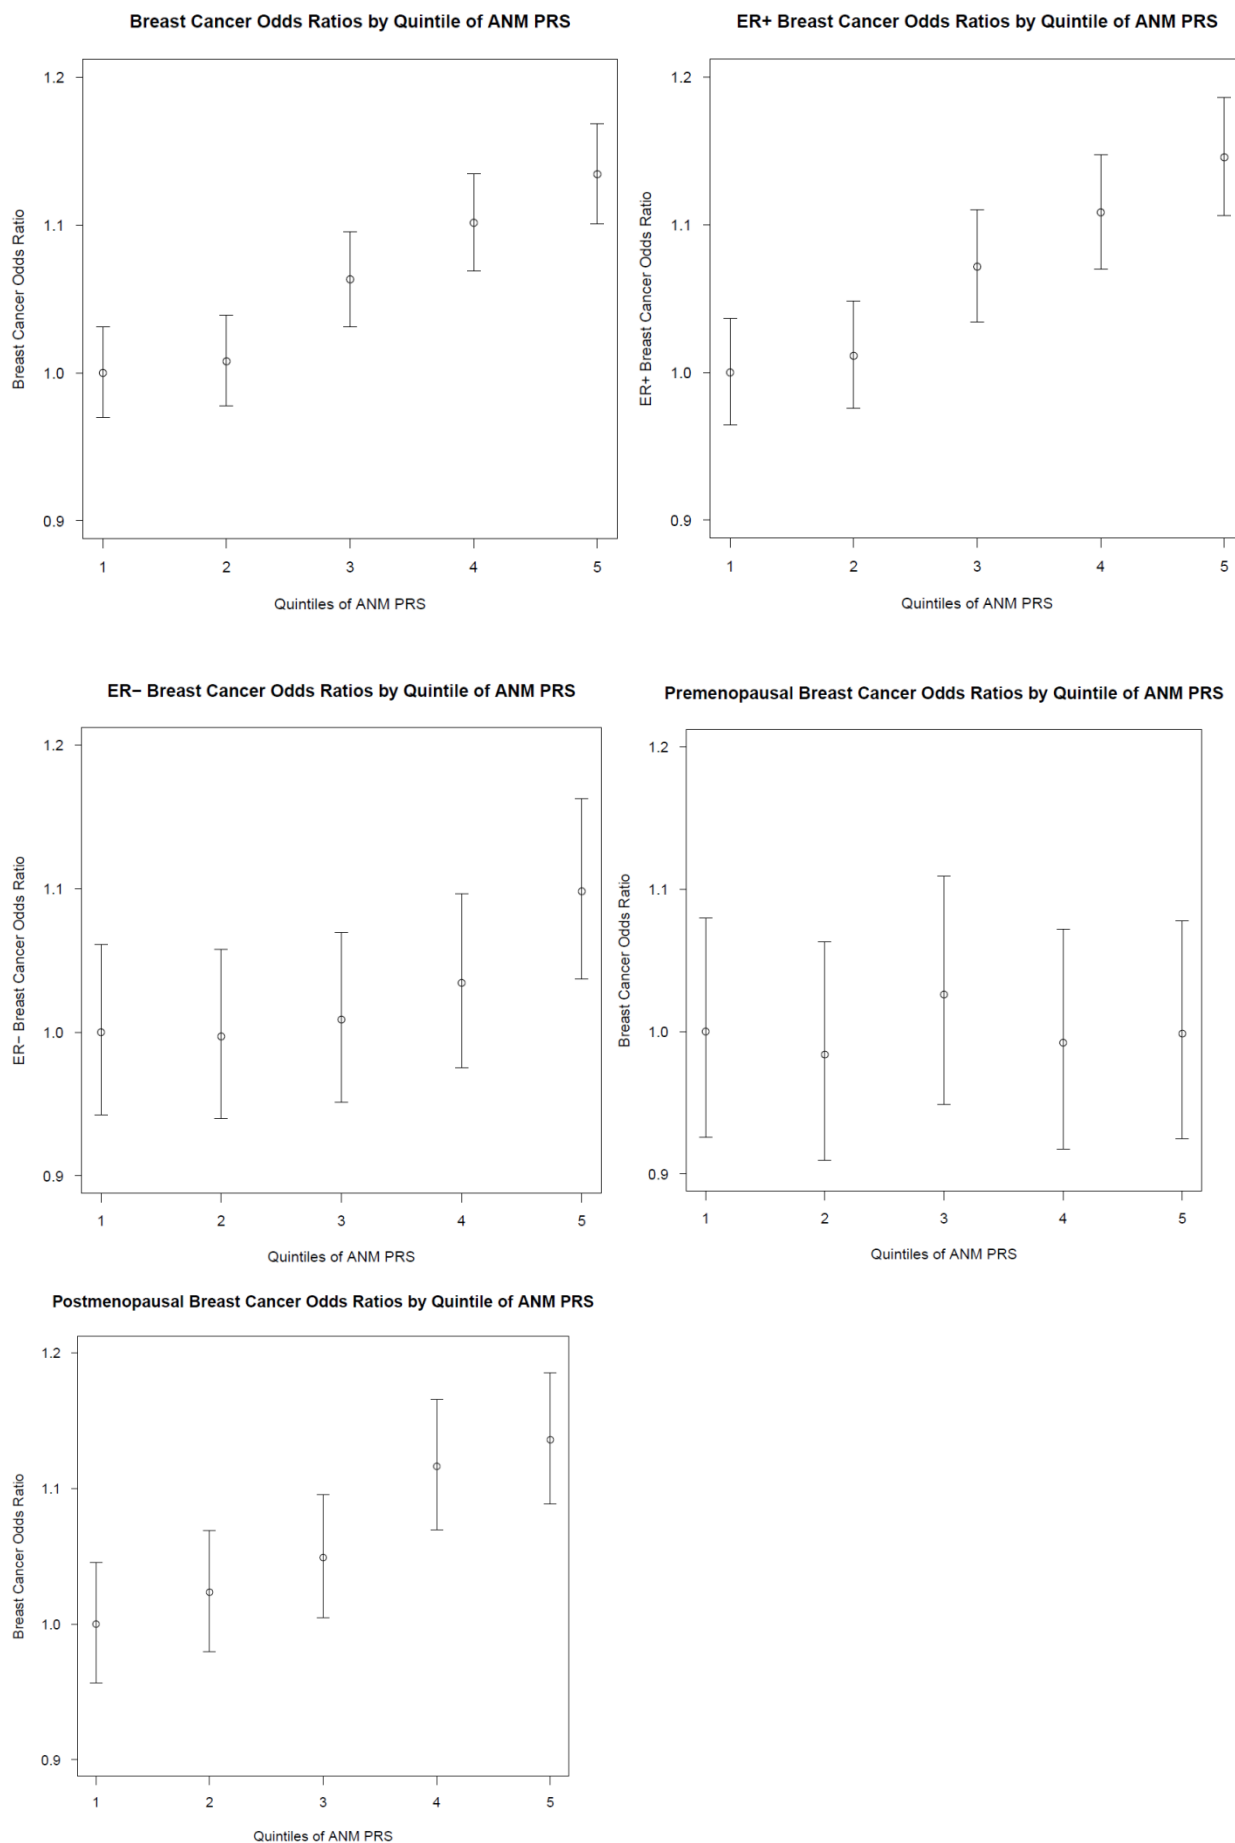 Breast Cancer Odds Ratios by Quintile of ANM PRS
Breast Cancer Odds Ratio
1.2
1.1
1.0
0.9
1 2 3 4 5
Quintiles of ANM PRS
ER+ Breast Cancer Odds Ratios by Quintile of ANM PRS
ER+ Breast Cancer Odds Ratio
1.2
1.1
1.0
0.9
1 2 3 4 5
Quintiles of ANM PRS
ER− Breast Cancer Odds Ratios by Quintile of ANM PRS
ER− Breast Cancer Odds Ratio
1.2
1.1
1.0
0.9
1 2 3 4 5
Quintiles of ANM PRS
Premenopausal Breast Cancer Odds Ratios by Quintile of ANM PRS
Breast Cancer Odds Ratio
1.2
1.1
1.0
0.9
1 2 3 4 5
Quintiles of ANM PRS
Postmenopausal Breast Cancer Odds Ratios by Quintile of ANM PRS
Breast Cancer Odds Ratio
1.2
1.1
1.0
0.9
1 2 3 4 5
Quintiles of ANM PRS